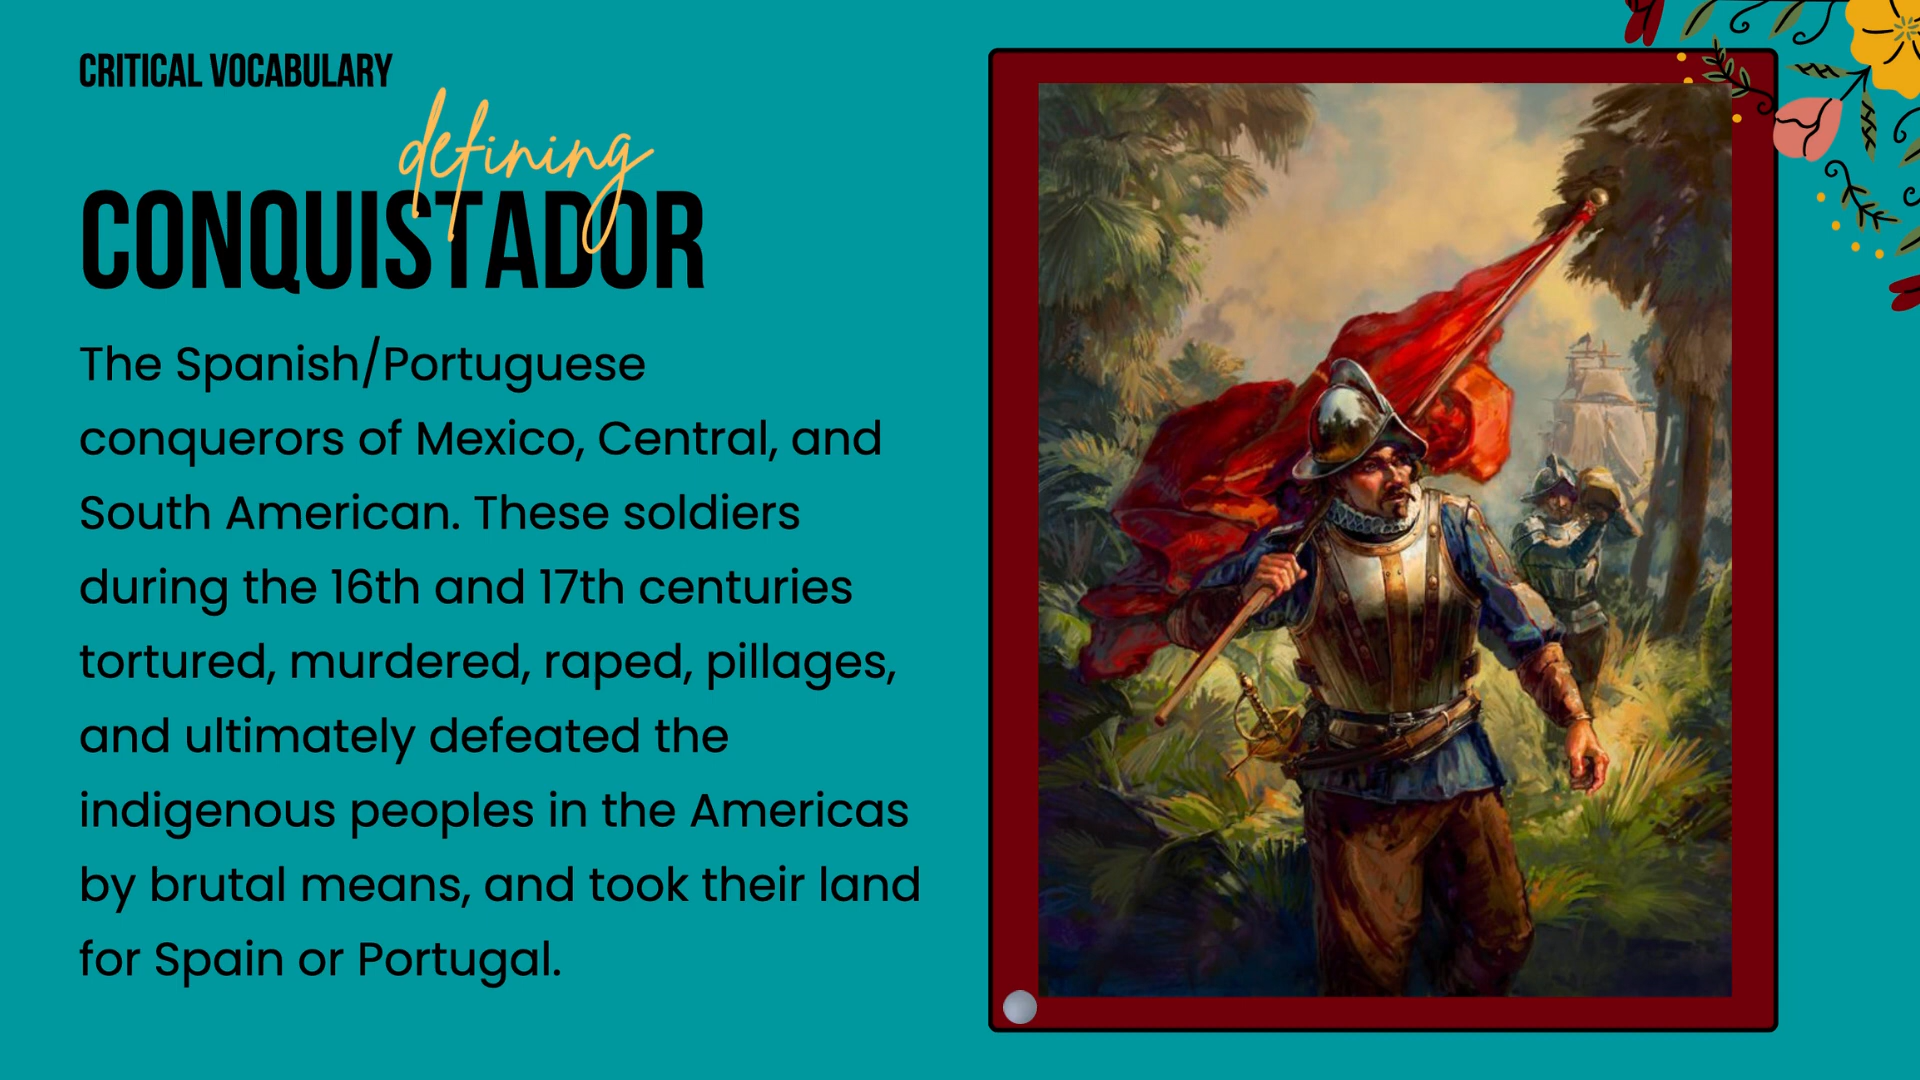 CRITICAL VOCABULARY
defining
CONQUISTADOR
The Spanish/Portuguese
conquerors of Mexico, Central, and
South American. These soldiers
during the 16th and 17th centuries
tortured, murdered, raped, pillages,
and ultimately defeated the
indigenous peoples in the Americas
by brutal means, and took their land
for Spain or Portugal.